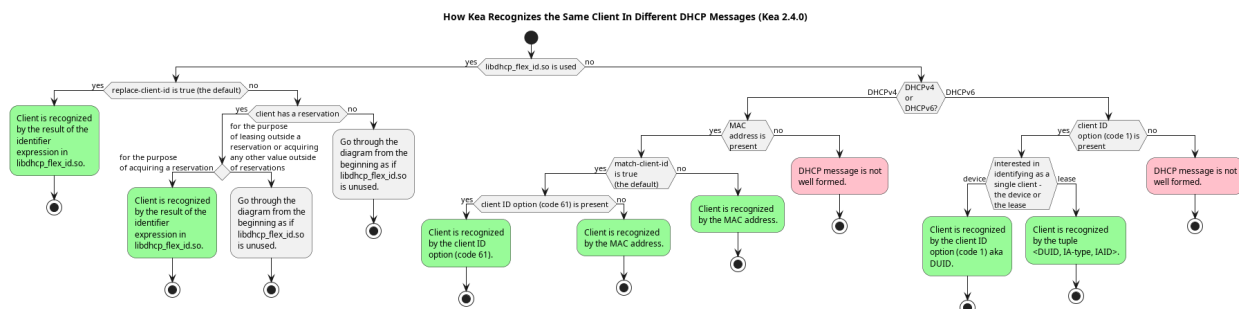 How Kea Recognizes the Same Client In Different DHCP Messages (Kea 2.4.0)
yes
libdhcp_flex_id.so is used
no
yes
replace-client-id is true (the default)
no
Client is recognized
by the result of the
identifier
expression in
libdhcp_flex_id.so.
yes
client has a reservation
no
for the purpose
of acquiring a reservation
for the purpose
of leasing outside a
reservation or acquiring
any other value outside
of reservations
Client is recognized
by the result of the
identifier
expression in
libdhcp_flex_id.so.
Go through the
diagram from the
beginning as if
libdhcp_flex_id.so
is unused.
Go through the
diagram from the
beginning as if
libdhcp_flex_id.so
is unused.
DHCPv4
DHCPv4
or
DHCPv6?
DHCPv6
yes
MAC
address is
present
no
yes
match-client-id
is true
(the default)
no
yes
client ID option (code 61) is present
no
Client is recognized
by the client ID
option (code 61).
Client is recognized
by the MAC address.
Client is recognized
by the MAC address.
DHCP message is not
well formed.
yes
client ID
option (code 1) is
present
no
device
interested in
identifying as a
single client -
the device or
the lease
lease
Client is recognized
by the client ID
option (code 1) aka
DUID.
Client is recognized
by the tuple
<DUID, IA-type, IAID>.
DHCP message is not
well formed.